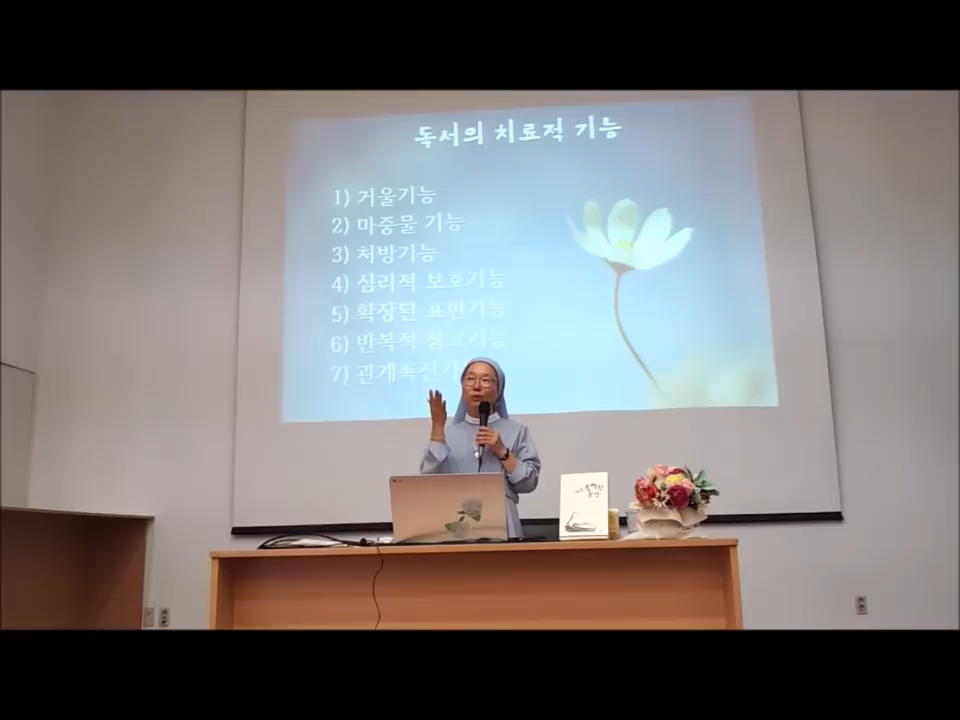 독서의 치료적 기능
1) 거울기능
2) 마중물 기능
3) 처방기능
4) 심리적 보호기능
5) 확장된 표현기능
6) 반복적 참고기능
7) 관계촉진기